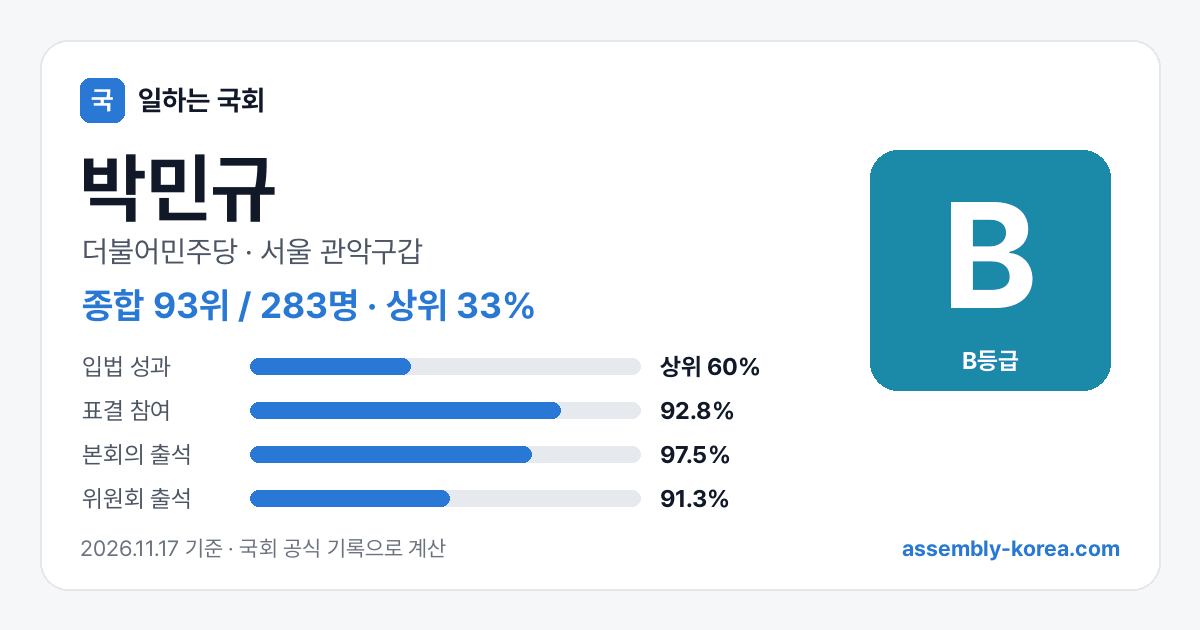 국 일하는 국회
박민규
더불어민주당 · 서울 관악구갑
종합 93위 / 283명 · 상위 33%
B
B등급
입법 성과 상위 60%
표결 참여 92.8%
본회의 출석 97.5%
위원회 출석 91.3%
2026.11.17 기준 · 국회 공식 기록으로 계산
assembly-korea.com